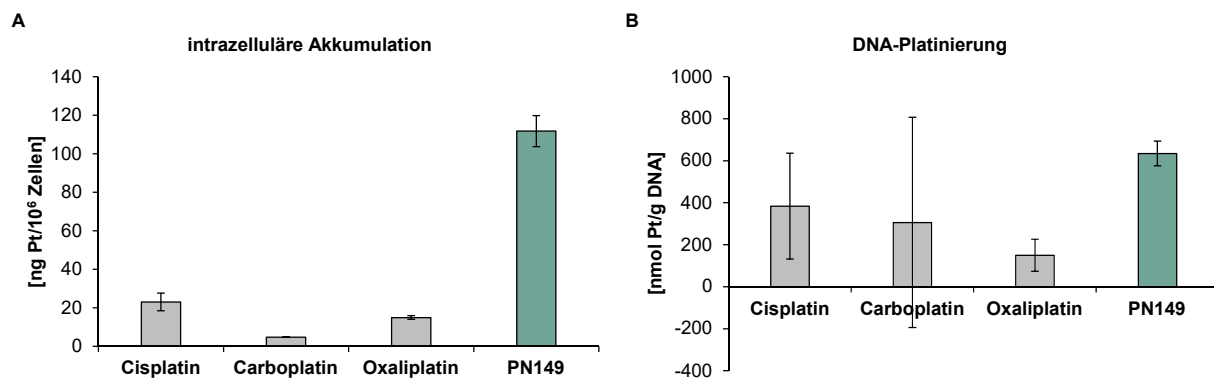 A
intrazelluläre Akkumulation
[ng Pt/10⁶ Zellen]
140
120
100
80
60
40
20
0
Cisplatin Carboplatin Oxaliplatin PN149
B
DNA-Platinierung
[nmol Pt/g DNA]
1000
800
600
400
200
0
-200
-400
Cisplatin Carboplatin Oxaliplatin PN149